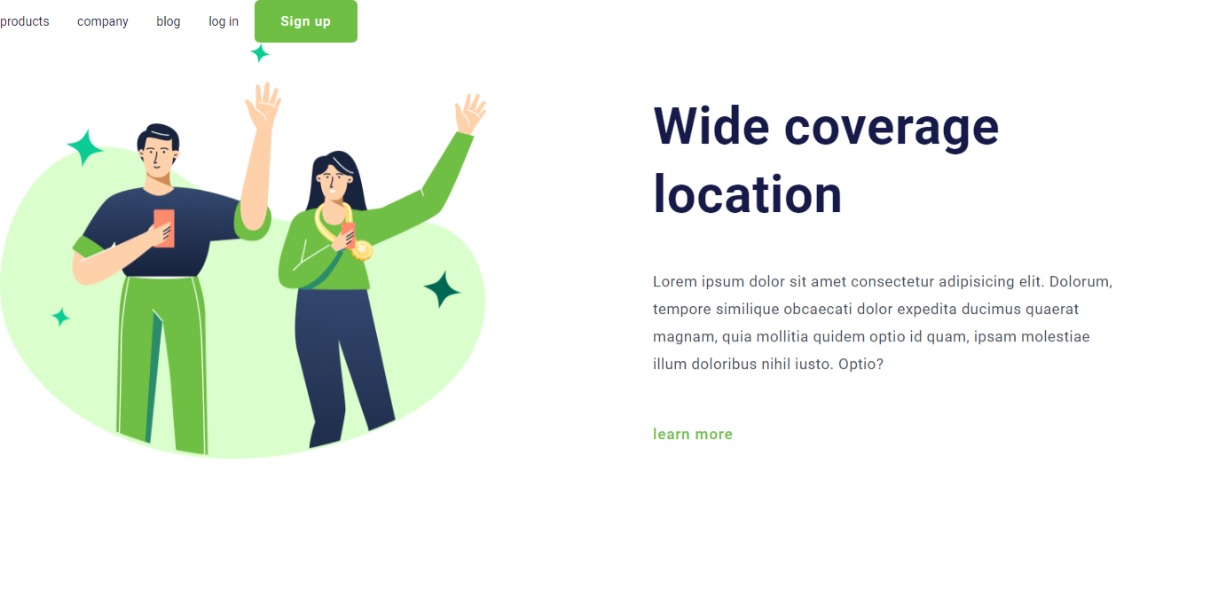 products company blog log in Sign up
Wide coverage
location
Lorem ipsum dolor sit amet consectetur adipisicing elit. Dolorum,
tempore similique obcaecati dolor expedita ducimus quaerat
magnam, quia mollitia quidem optio id quam, ipsam molestiae
illum doloribus nihil iusto. Optio?
learn more